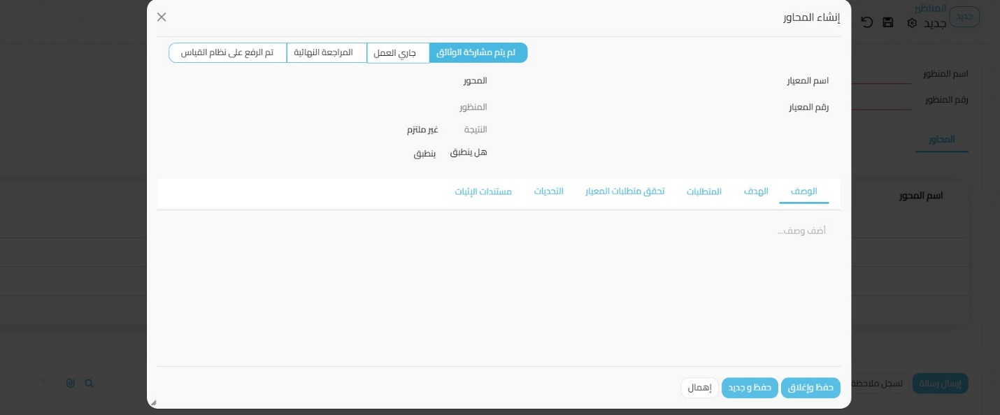 المناظير
جديد
جديد
إنشاء المحاور
لم يتم مشاركة الوثائق
جاري العمل
المراجعة النهائية
تم الرفع على نظام القياس
اسم المنظور
رقم المنظور
المحاور
اسم المحور
اسم المعيار
المحور
رقم المعيار
المنظور
النتيجة غير ملتزم
هل ينطبق ينطبق
الوصف الهدف المتطلبات تحقق متطلبات المعيار التحديات مستندات الإثبات
أضف وصف...
حفظ وإغلاق حفظ و جديد إهمال
إرسال رسالة تسجل ملاحظة